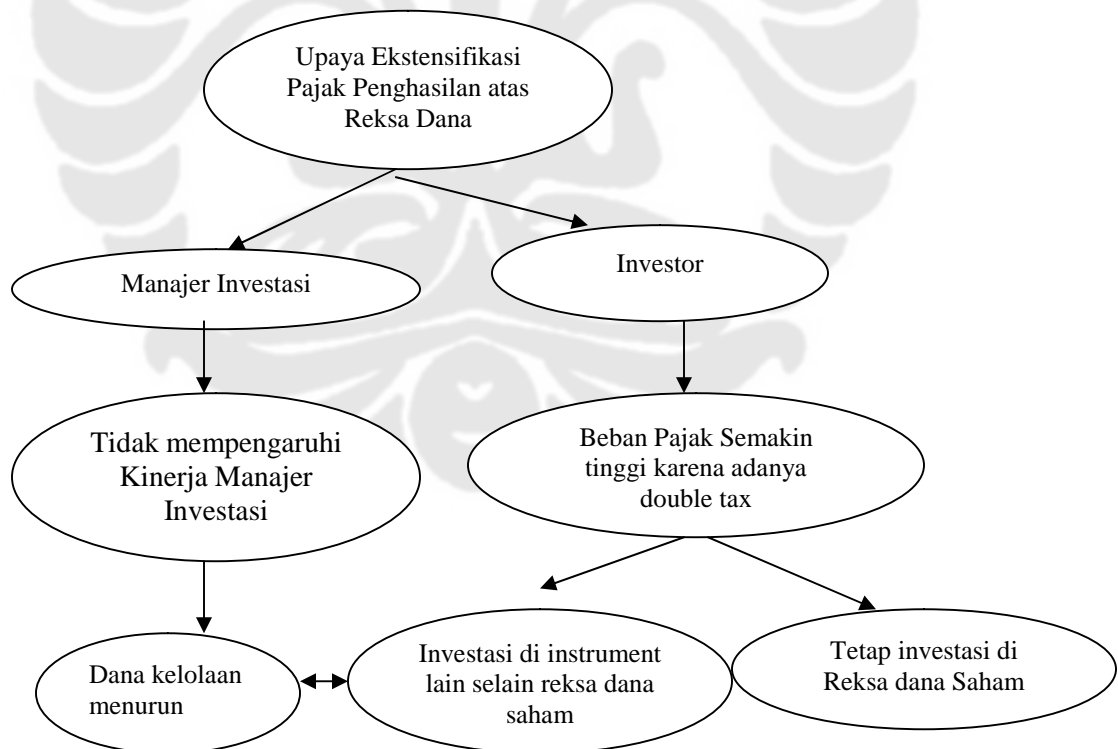 Upaya Ekstensifikasi
Pajak Penghasilan atas
Reksa Dana
Manajer Investasi
Investor
Tidak mempengaruhi
Kinerja Manajer
Investasi
Beban Pajak Semakin
tinggi karena adanya
double tax
Dana kelolaan
menurun
Investasi di instrument
lain selain reksa dana
saham
Tetap investasi di
Reksa dana Saham